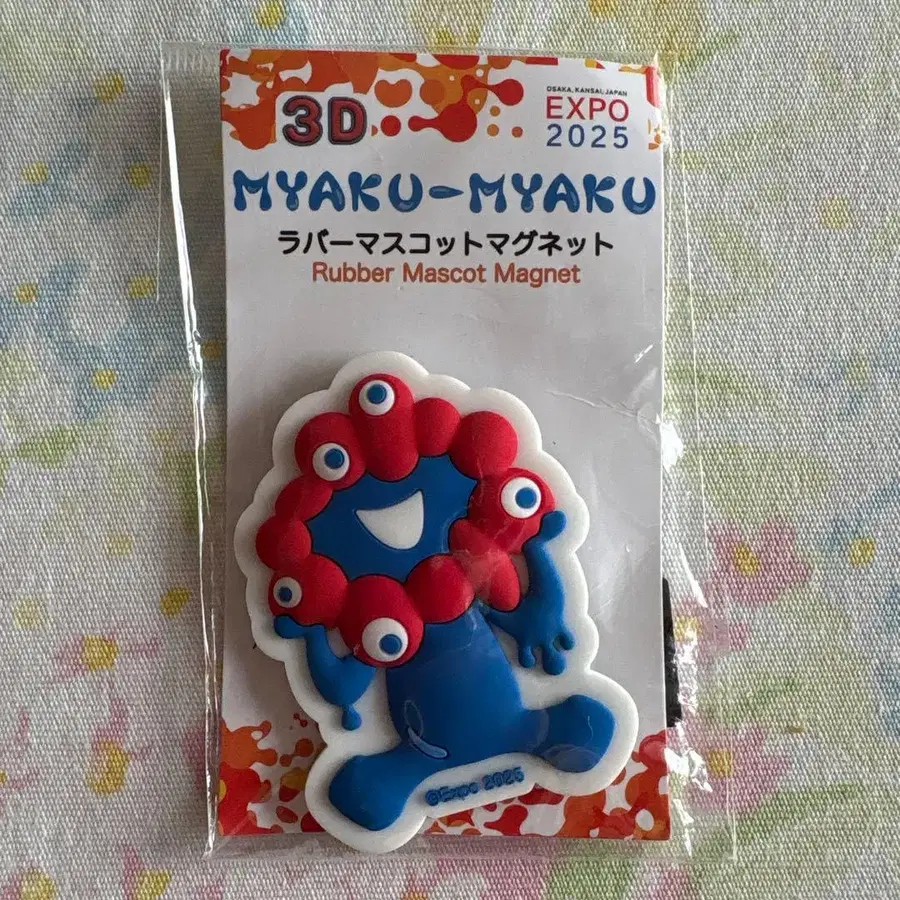 3D
OSAKA, KANSAI, JAPAN
EXPO
2025
MYAKU-MYAKU
ラバーマスコットマグネット
Rubber Mascot Magnet
©Expo 2025